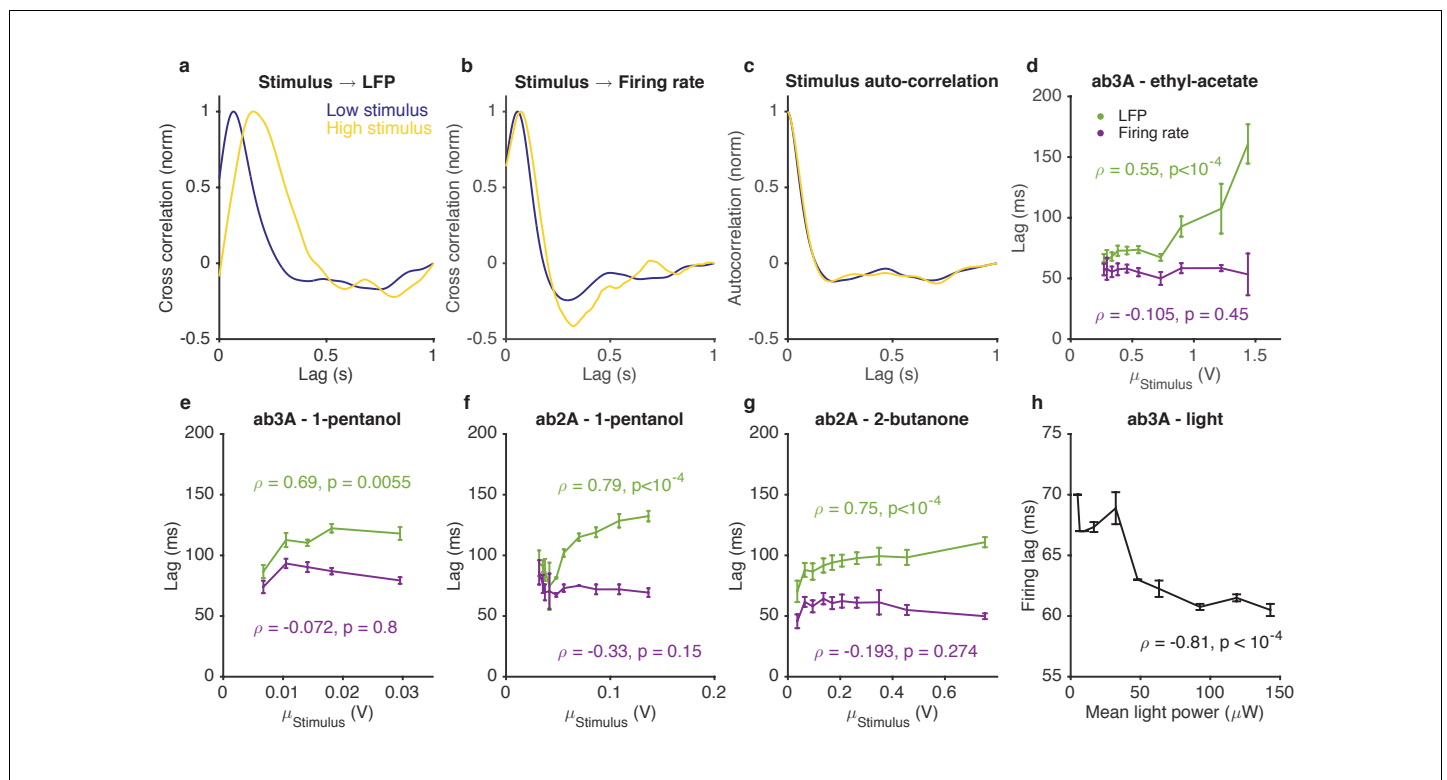 a
Stimulus → LFP
Low stimulus
High stimulus
Cross correlation (norm)
1
0.5
0
-0.5
0
0.5
1
Lag (s)
b
Stimulus → Firing rate
Cross correlation (norm)
1
0.5
0
-0.5
0
0.5
1
Lag (s)
c
Stimulus auto-correlation
Autocorrelation (norm)
1
0.5
0
-0.5
0
0.5
1
Lag (s)
d
ab3A - ethyl-acetate
LFP
Firing rate
ρ = 0.55, p<10^-4
ρ = -0.105, p = 0.45
Lag (ms)
200
150
100
50
0
0
0.5
1
1.5
μStimulus (V)
e
ab3A - 1-pentanol
ρ = 0.69, p = 0.0055
ρ = -0.072, p = 0.8
Lag (ms)
200
150
100
50
0
0
0.01
0.02
0.03
μStimulus (V)
f
ab2A - 1-pentanol
ρ = 0.79, p<10^-4
ρ = -0.33, p = 0.15
Lag (ms)
200
150
100
50
0
0
0.1
0.2
μStimulus (V)
g
ab2A - 2-butanone
ρ = 0.75, p<10^-4
ρ = -0.193, p = 0.274
Lag (ms)
200
150
100
50
0
0
0.2
0.4
0.6
μStimulus (V)
h
ab3A - light
ρ = -0.81, p < 10^-4
Firing lag (ms)
75
70
65
60
55
0
50
100
150
Mean light power (μW)